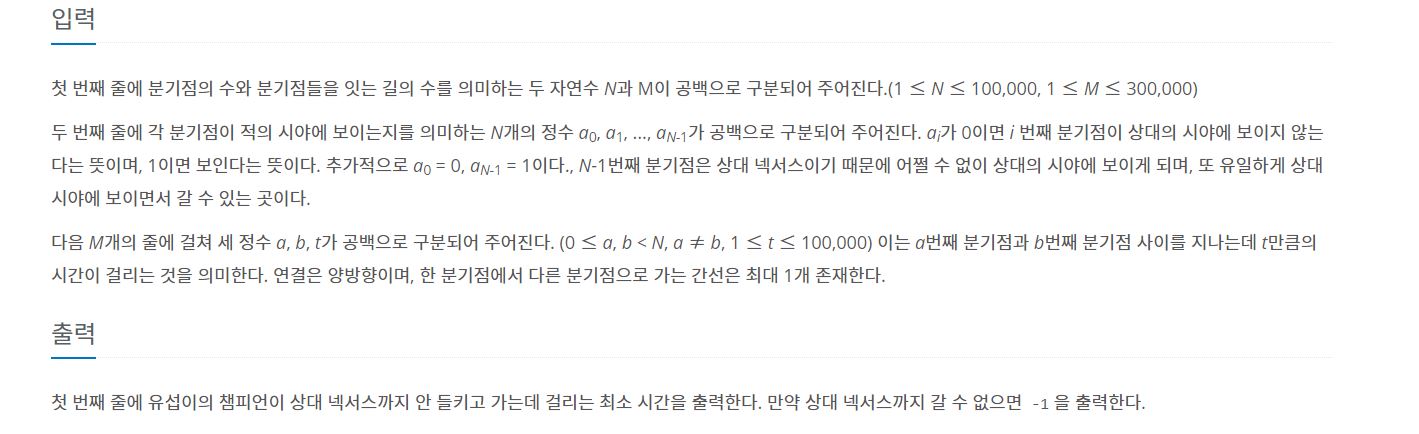 입력
첫 번째 줄에 분기점의 수와 분기점들을 잇는 길의 수를 의미하는 두 자연수 N과 M이 공백으로 구분되어 주어진다.(1 ≤ N ≤ 100,000, 1 ≤ M ≤ 300,000)
두 번째 줄에 각 분기점이 적의 시야에 보이는지를 의미하는 N개의 정수 a₀, a₁, ..., a_N-1가 공백으로 구분되어 주어진다. aᵢ가 0이면 i 번째 분기점이 상대의 시야에 보이지 않는
다는 뜻이며, 1이면 보인다는 뜻이다. 추가적으로 a₀ = 0, a_N-1 = 1이다., N-1번째 분기점은 상대 넥서스이기 때문에 어쩔 수 없이 상대의 시야에 보이게 되며, 또 유일하게 상대
시야에 보이면서 갈 수 있는 곳이다.
다음 M개의 줄에 걸쳐 세 정수 a, b, t가 공백으로 구분되어 주어진다. (0 ≤ a, b < N, a ≠ b, 1 ≤ t ≤ 100,000) 이는 a번째 분기점과 b번째 분기점 사이를 지나는데 t만큼의
시간이 걸리는 것을 의미한다. 연결은 양방향이며, 한 분기점에서 다른 분기점으로 가는 간선은 최대 1개 존재한다.
출력
첫 번째 줄에 유섭이의 챔피언이 상대 넥서스까지 안 들키고 가는데 걸리는 최소 시간을 출력한다. 만약 상대 넥서스까지 갈 수 없으면 -1 을 출력한다.